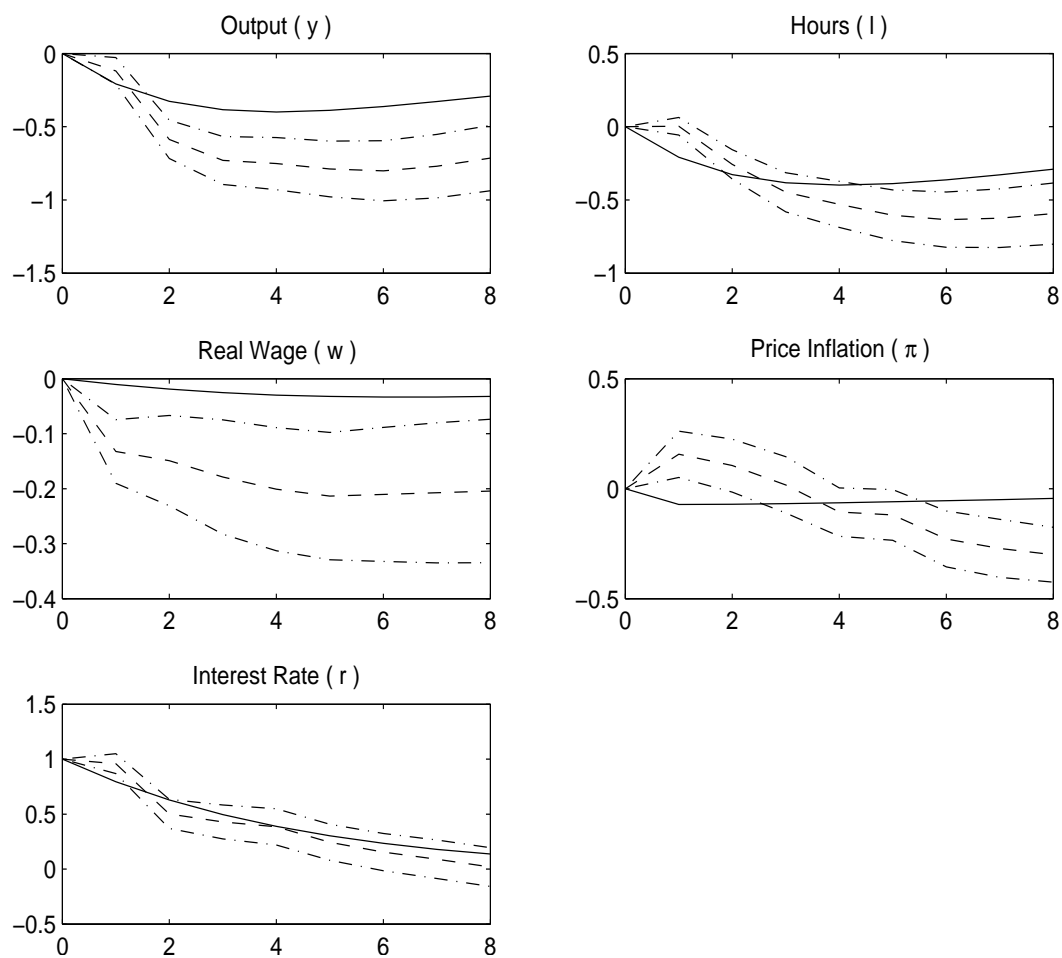 Output ( y )
0
−0.5
−1
−1.5
0 2 4 6 8
Hours ( l )
0.5
0
−0.5
−1
0 2 4 6 8
Real Wage ( w )
0
−0.1
−0.2
−0.3
−0.4
0 2 4 6 8
Price Inflation ( π )
0.5
0
−0.5
0 2 4 6 8
Interest Rate ( r )
1.5
1
0.5
0
−0.5
0 2 4 6 8